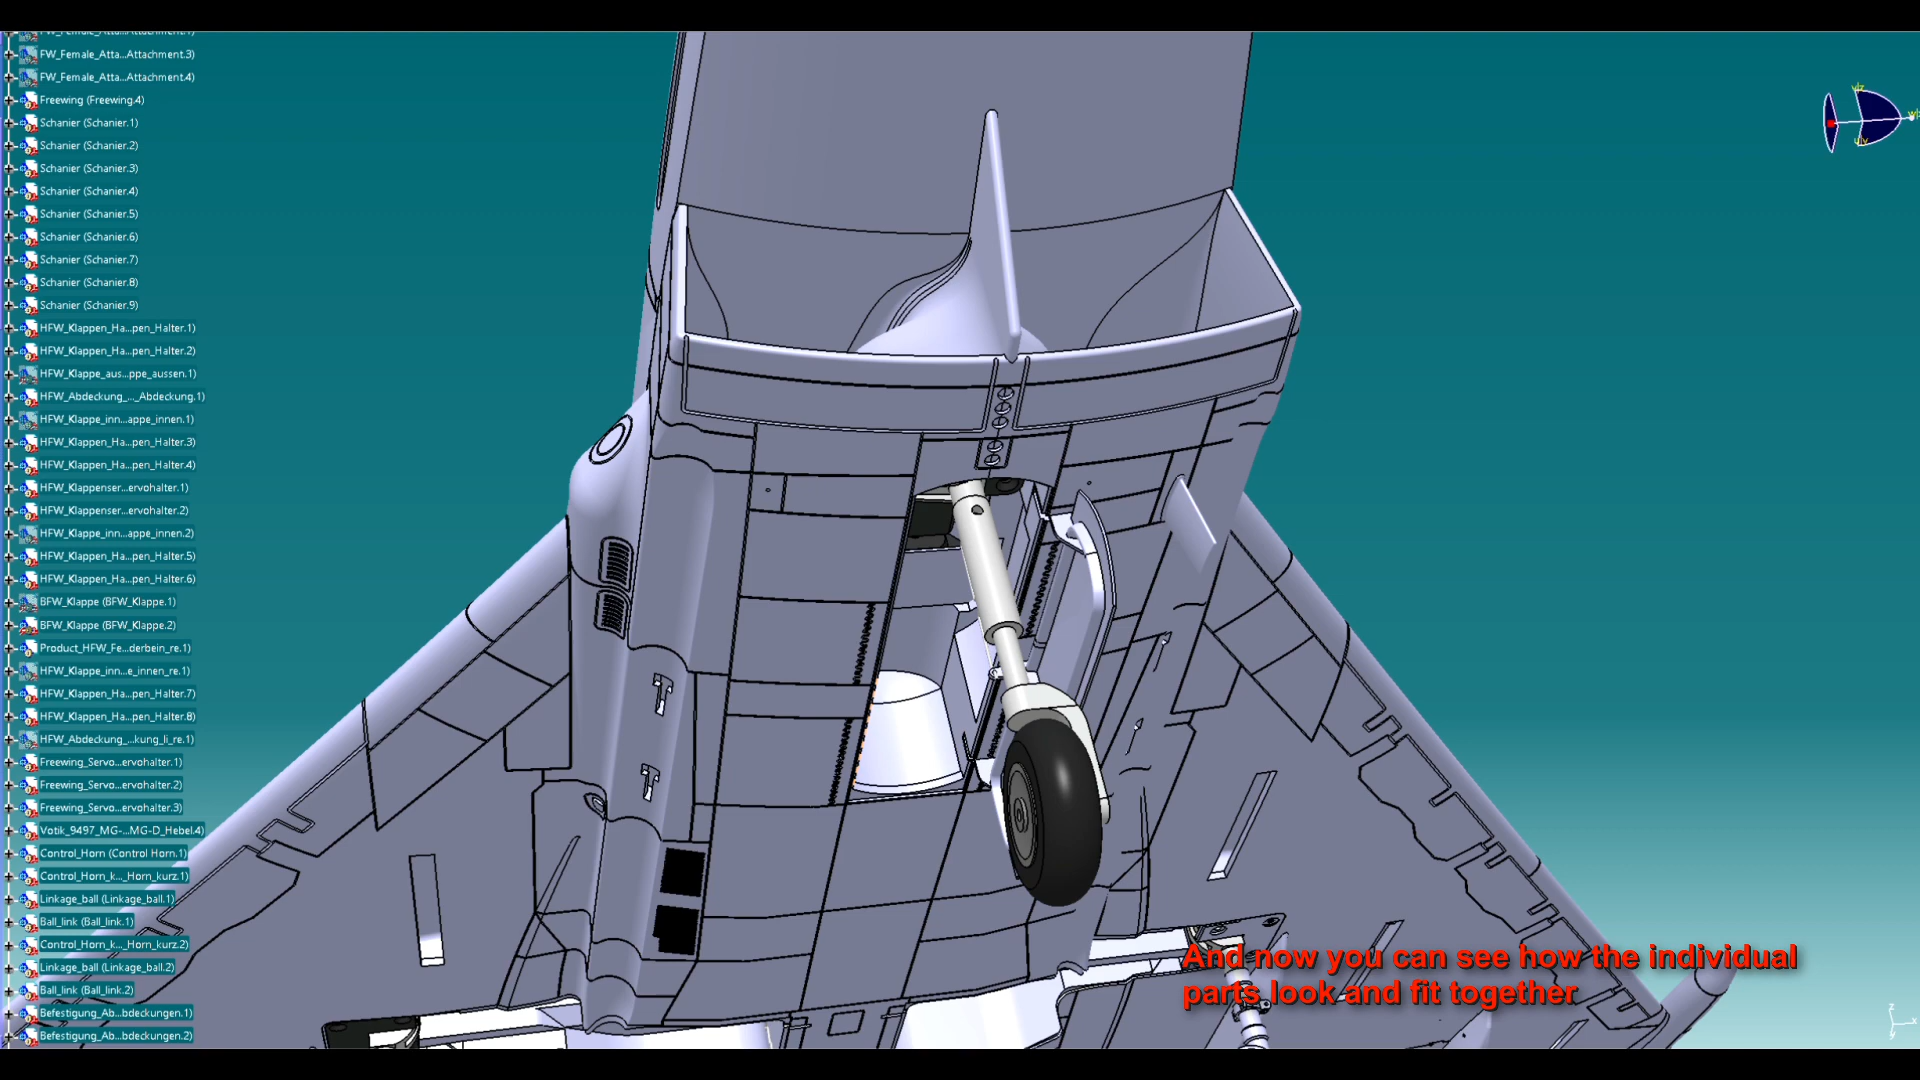 FW_Female_Atta...Attachment.1)
FW_Female_Atta...Attachment.3)
FW_Female_Atta...Attachment.4)
Freewing (Freewing.4)
Schanier (Schanier.1)
Schanier (Schanier.2)
Schanier (Schanier.3)
Schanier (Schanier.4)
Schanier (Schanier.5)
Schanier (Schanier.6)
Schanier (Schanier.7)
Schanier (Schanier.8)
Schanier (Schanier.9)
HFW_Klappen_Ha...pen_Halter.1)
HFW_Klappen_Ha...pen_Halter.2)
HFW_Klappe_aus...ppe_aussen.1)
HFW_Abdeckung_..._Abdeckung.1)
HFW_Klappe_inn...appe_innen.1)
HFW_Klappen_Ha...pen_Halter.3)
HFW_Klappen_Ha...pen_Halter.4)
HFW_Klappenser...ervohalter.1)
HFW_Klappenser...ervohalter.2)
HFW_Klappe_inn...appe_innen.2)
HFW_Klappen_Ha...pen_Halter.5)
HFW_Klappen_Ha...pen_Halter.6)
BFW_Klappe (BFW_Klappe.1)
BFW_Klappe (BFW_Klappe.2)
Product_HFW_Fe...derbein_re.1)
HFW_Klappe_inn...e_innen_re.1)
HFW_Klappen_Ha...pen_Halter.7)
HFW_Klappen_Ha...pen_Halter.8)
HFW_Abdeckung_...kung_li_re.1)
Freewing_Servo...ervohalter.1)
Freewing_Servo...ervohalter.2)
Freewing_Servo...ervohalter.3)
Votik_9497_MG-...MG-D_Hebel.4)
Control_Horn (Control Horn.1)
Control_Horn_k..._Horn_kurz.1)
Linkage_ball (Linkage_ball.1)
Ball_link (Ball_link.1)
Control_Horn_k..._Horn_kurz.2)
Linkage_ball (Linkage_ball.2)
Ball_link (Ball_link.2)
Befestigung_Ab...bdeckungen.1)
Befestigung_Ab...bdeckungen.2)
And now you can see how the individual
parts look and fit together